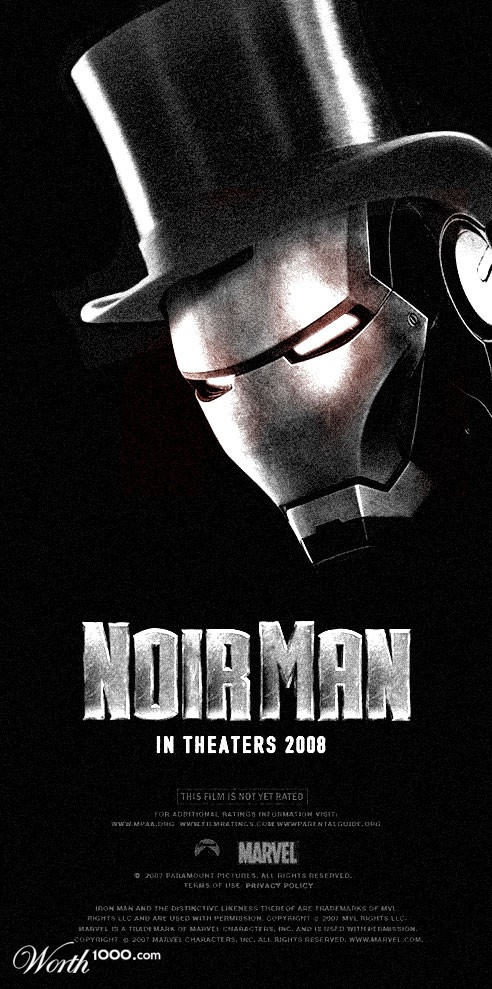 NOIR MAN
IN THEATERS 2008
THIS FILM IS NOT YET RATED
FOR ADDITIONAL RATINGS INFORMATION VISIT:
WWW.MPAA.ORG WWW.FILMRATINGS.COM WWW.PARENTALGUIDE.ORG
MARVEL
© 2007 PARAMOUNT PICTURES. ALL RIGHTS RESERVED.
TERMS OF USE. PRIVACY POLICY
IRON MAN AND THE DISTINCTIVE LIKENESS THEREOF ARE TRADEMARKS OF MVL
RIGHTS LLC AND ARE USED WITH PERMISSION. COPYRIGHT © 2007 MVL RIGHTS LLC.
MARVEL IS A TRADEMARK OF MARVEL CHARACTERS, INC. AND IS USED WITH PERMISSION.
COPYRIGHT © 2007 MARVEL CHARACTERS, INC. ALL RIGHTS RESERVED. WWW.MARVEL.COM.
Worth1000.com